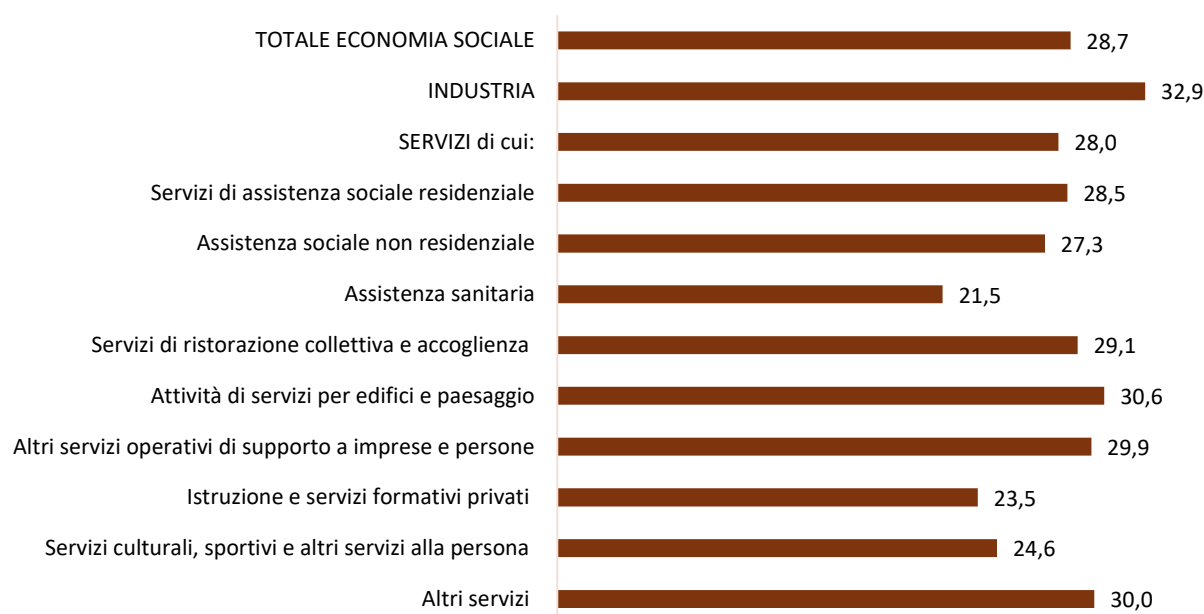 TOTALE ECONOMIA SOCIALE 28,7
INDUSTRIA 32,9
SERVIZI di cui: 28,0
Servizi di assistenza sociale residenziale 28,5
Assistenza sociale non residenziale 27,3
Assistenza sanitaria 21,5
Servizi di ristorazione collettiva e accoglienza 29,1
Attività di servizi per edifici e paesaggio 30,6
Altri servizi operativi di supporto a imprese e persone 29,9
Istruzione e servizi formativi privati 23,5
Servizi culturali, sportivi e altri servizi alla persona 24,6
Altri servizi 30,0